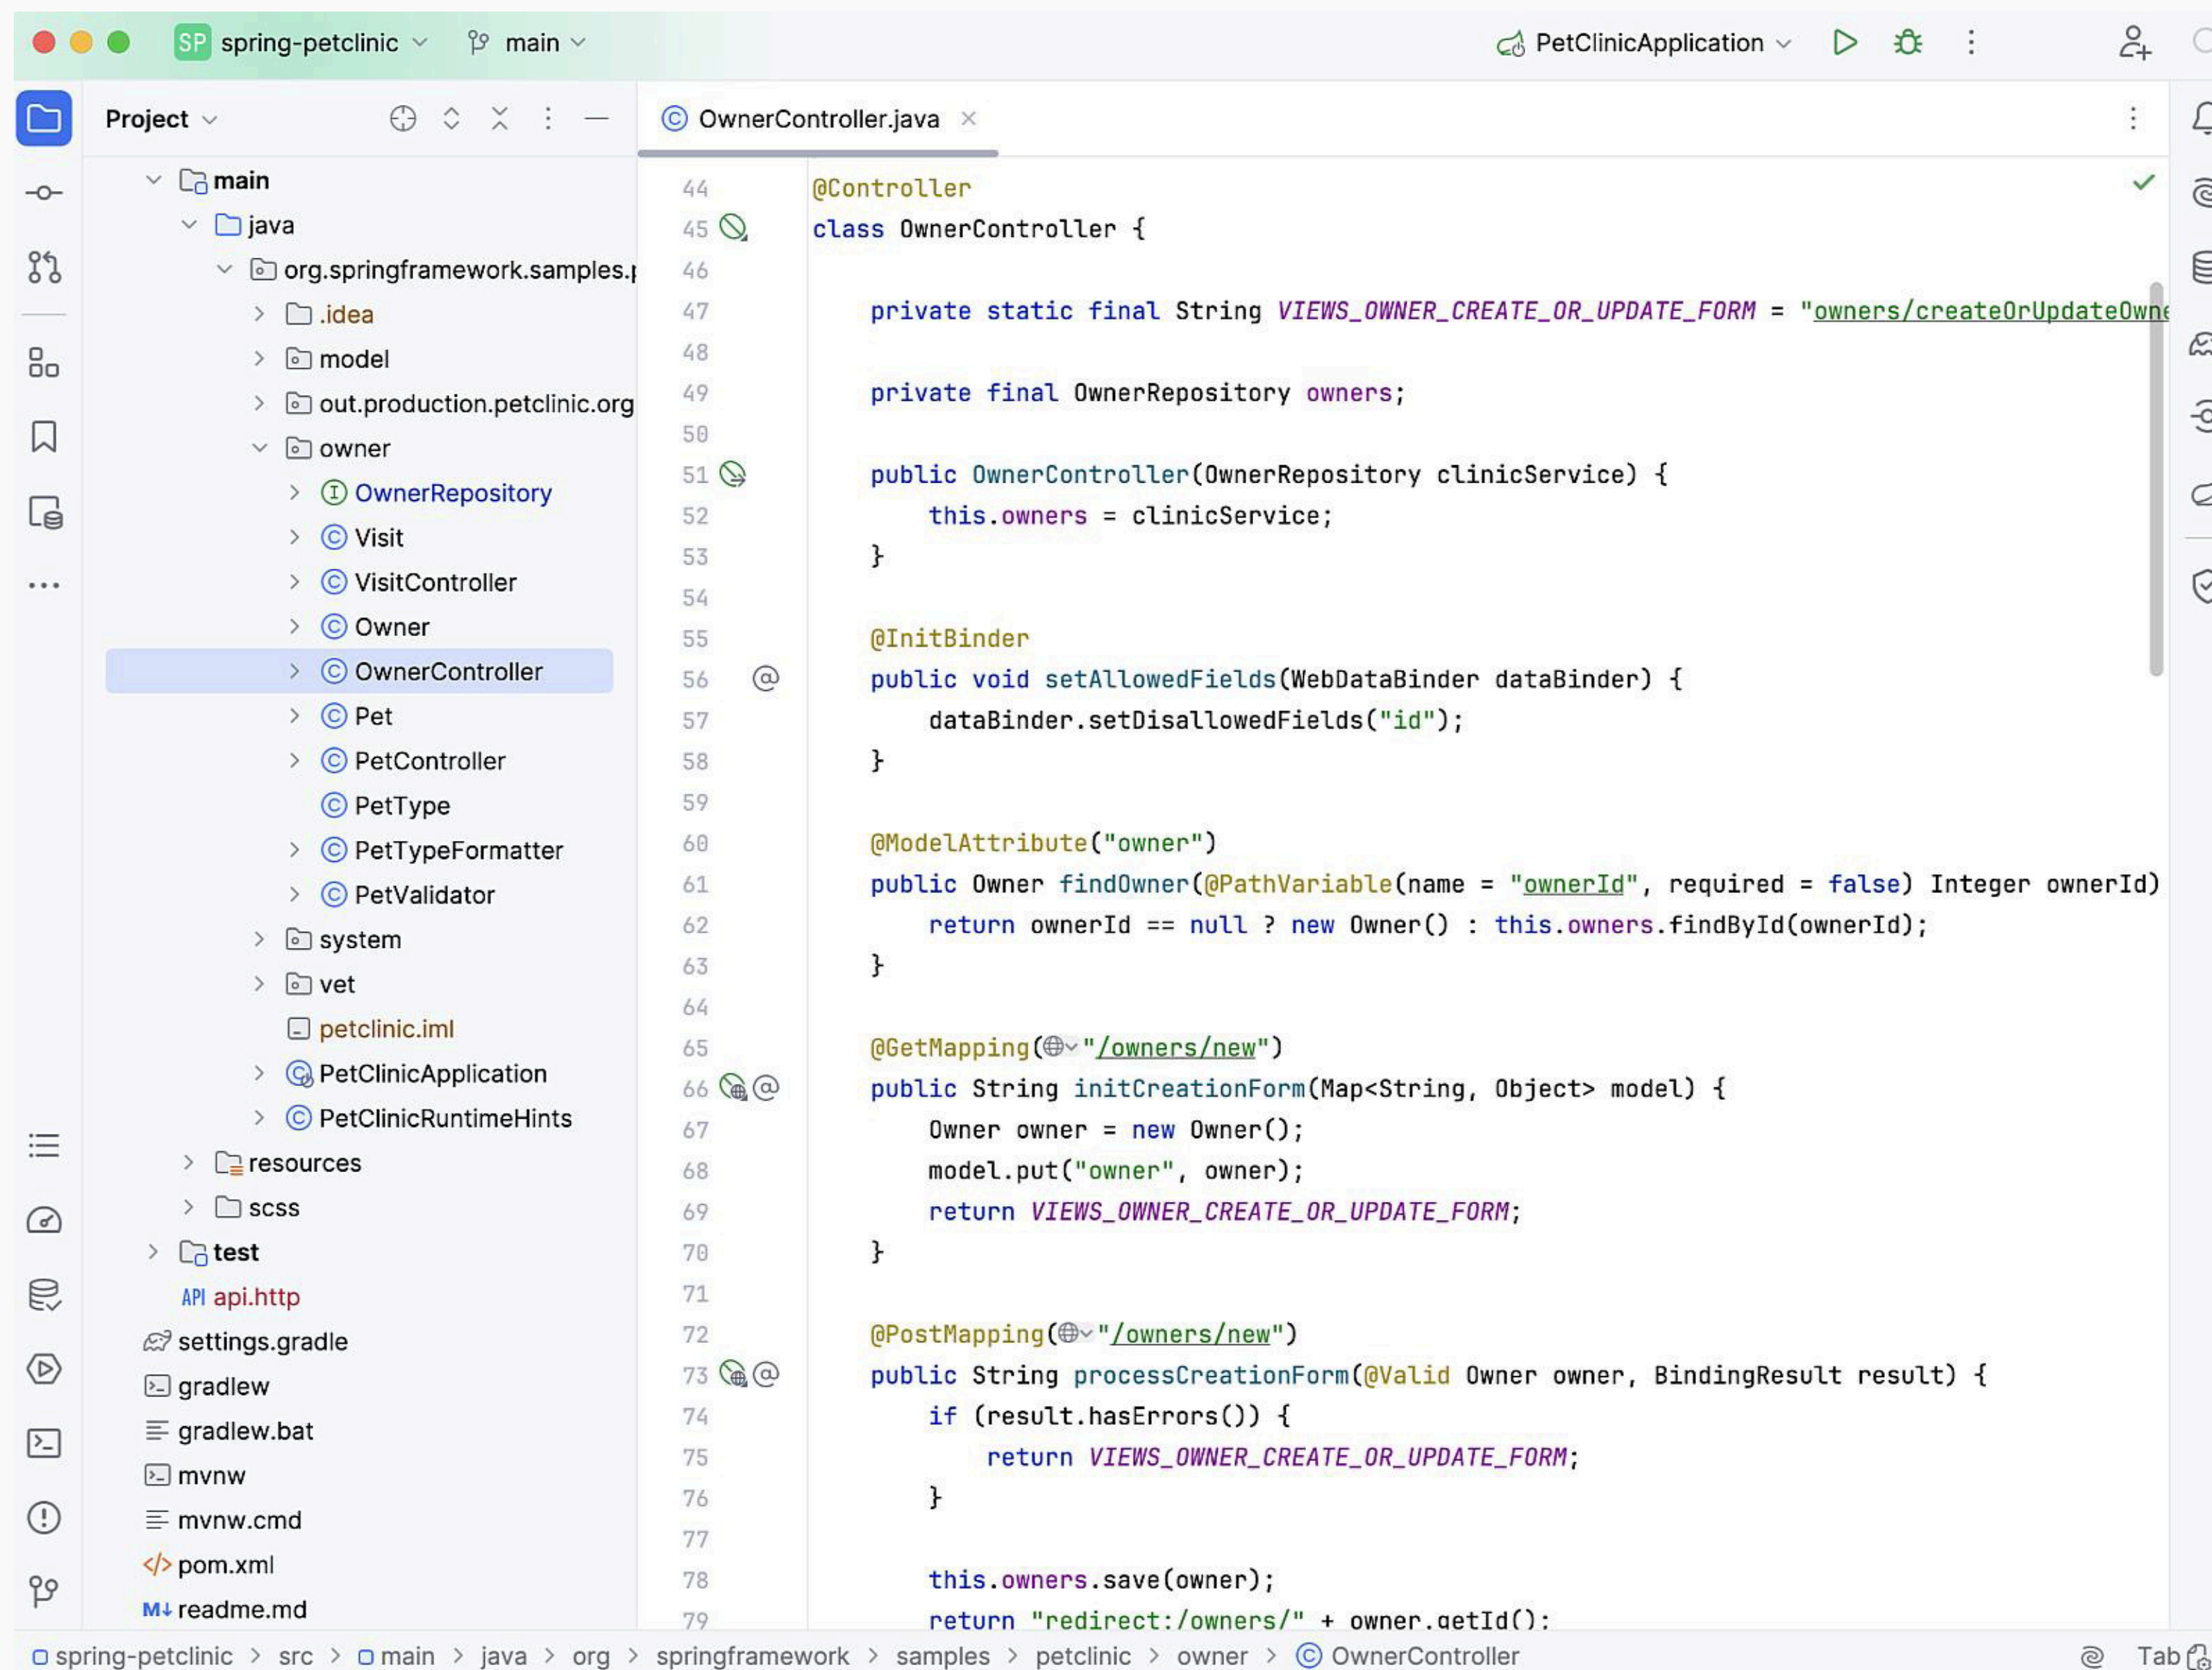 SP spring-petclinic main PetClinicApplication
Project
OwnerController.java
main
java
org.springframework.samples.p
.idea
model
out.production.petclinic.org
owner
OwnerRepository
Visit
VisitController
Owner
OwnerController
Pet
PetController
PetType
PetTypeFormatter
PetValidator
system
vet
petclinic.iml
PetClinicApplication
PetClinicRuntimeHints
resources
scss
test
API api.http
settings.gradle
gradlew
gradlew.bat
mvnw
mvnw.cmd
</> pom.xml
M↓ readme.md
44 @Controller
45 class OwnerController {
46
47 private static final String VIEWS_OWNER_CREATE_OR_UPDATE_FORM = "owners/createOrUpdateOwne
48
49 private final OwnerRepository owners;
50
51 public OwnerController(OwnerRepository clinicService) {
52 this.owners = clinicService;
53 }
54
55 @InitBinder
56 @ public void setAllowedFields(WebDataBinder dataBinder) {
57 dataBinder.setDisallowedFields("id");
58 }
59
60 @ModelAttribute("owner")
61 public Owner findOwner(@PathVariable(name = "ownerId", required = false) Integer ownerId)
62 return ownerId == null ? new Owner() : this.owners.findById(ownerId);
63 }
64
65 @GetMapping("/owners/new")
66 @ public String initCreationForm(Map<String, Object> model) {
67 Owner owner = new Owner();
68 model.put("owner", owner);
69 return VIEWS_OWNER_CREATE_OR_UPDATE_FORM;
70 }
71
72 @PostMapping("/owners/new")
73 @ public String processCreationForm(@Valid Owner owner, BindingResult result) {
74 if (result.hasErrors()) {
75 return VIEWS_OWNER_CREATE_OR_UPDATE_FORM;
76 }
77
78 this.owners.save(owner);
79 return "redirect:/owners/" + owner.getId();
spring-petclinic > src > main > java > org > springframework > samples > petclinic > owner > OwnerController Tab